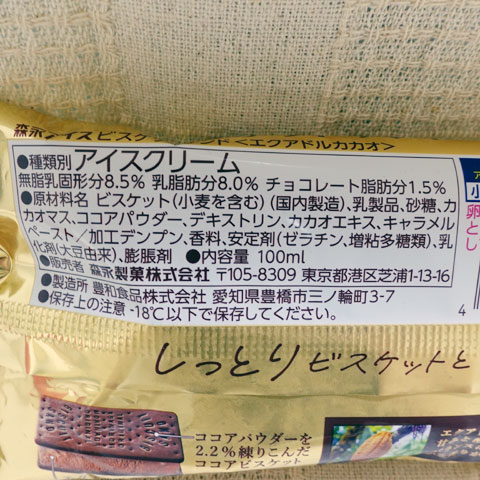 森永アイスビスケットサンド<エクアドルカカオ>
●種類別 アイスクリーム
無脂乳固形分8.5% 乳脂肪分8.0% チョコレート脂肪分1.5%
●原材料名 ビスケット(小麦を含む)(国内製造)、乳製品、砂糖、カ
カオマス、ココアパウダー、デキストリン、カカオエキス、キャラメル
ペースト/加工デンプン、香料、安定剤(ゼラチン、増粘多糖類)、乳
化剤(大豆由来)、膨脹剤 ●内容量 100ml
●販売者 森永製菓株式会社 〒105-8309 東京都港区芝浦1-13-16
●製造所 豊和食品株式会社 愛知県豊橋市三ノ輪町3-7
●保存上の注意 -18℃以下で保存してください。
小
卵
とし
4
しっとりビスケットと
ココアパウダーを
2.2%練りこんだ
ココアビスケット